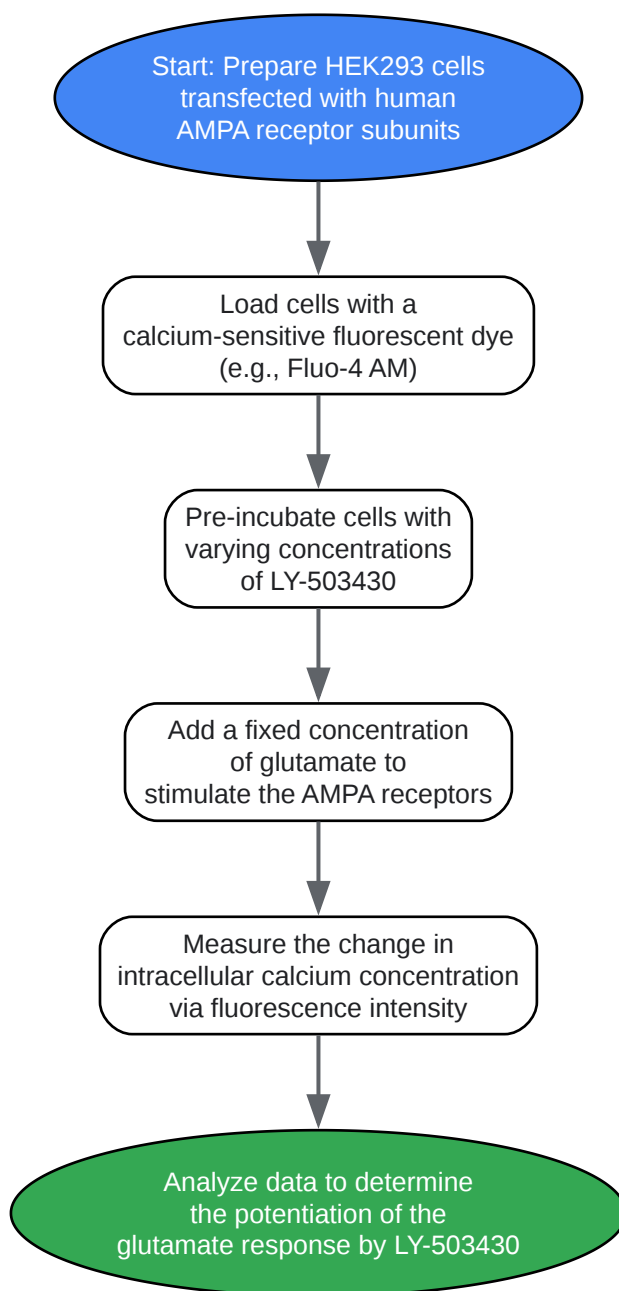 Start: Prepare HEK293 cells
transfected with human
AMPA receptor subunits
Load cells with a
calcium-sensitive fluorescent dye
(e.g., Fluo-4 AM)
Pre-incubate cells with
varying concentrations
of LY-503430
Add a fixed concentration
of glutamate to
stimulate the AMPA receptors
Measure the change in
intracellular calcium concentration
via fluorescence intensity
Analyze data to determine
the potentiation of the
glutamate response by LY-503430